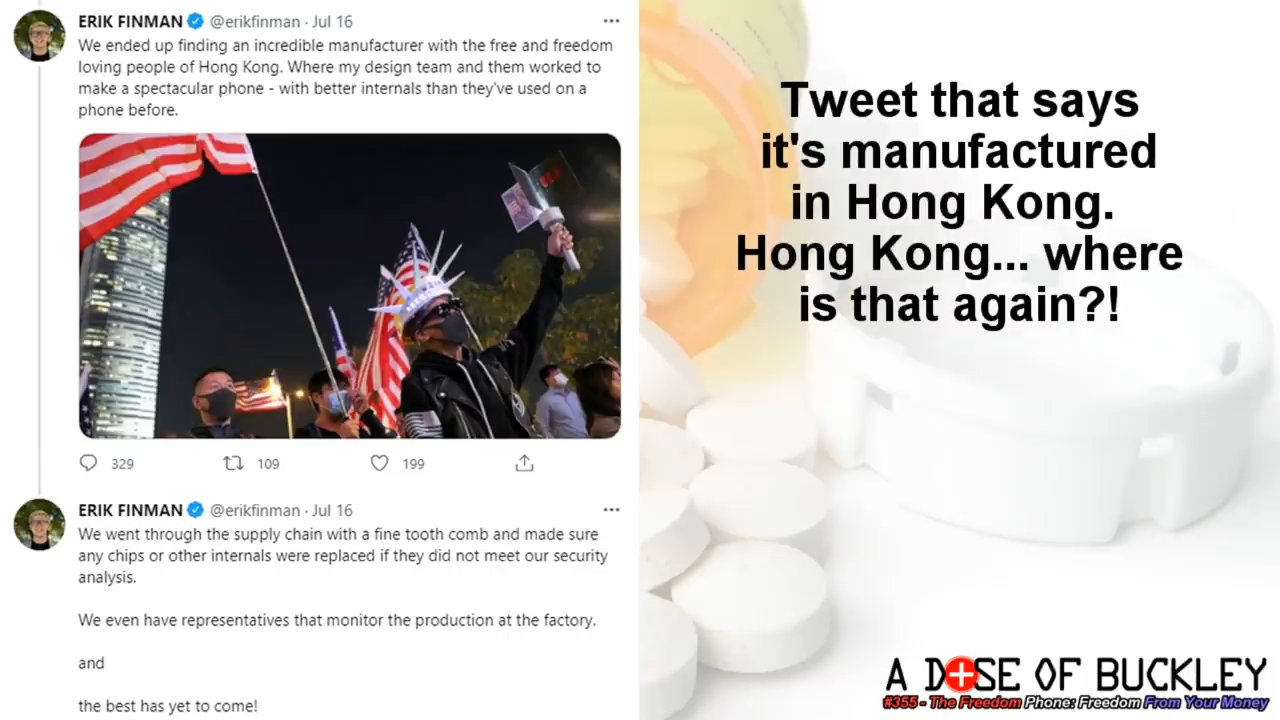 ERIK FINMAN @erikfinman · Jul 16
We ended up finding an incredible manufacturer with the free and freedom
loving people of Hong Kong. Where my design team and them worked to
make a spectacular phone - with better internals than they've used on a
phone before.
329 109 199
ERIK FINMAN @erikfinman · Jul 16
We went through the supply chain with a fine tooth comb and made sure
any chips or other internals were replaced if they did not meet our security
analysis.
We even have representatives that monitor the production at the factory.
and
the best has yet to come!
Tweet that says
it's manufactured
in Hong Kong.
Hong Kong... where
is that again?!
A DOSE OF BUCKLEY
#355 - The Freedom Phone: Freedom From Your Money